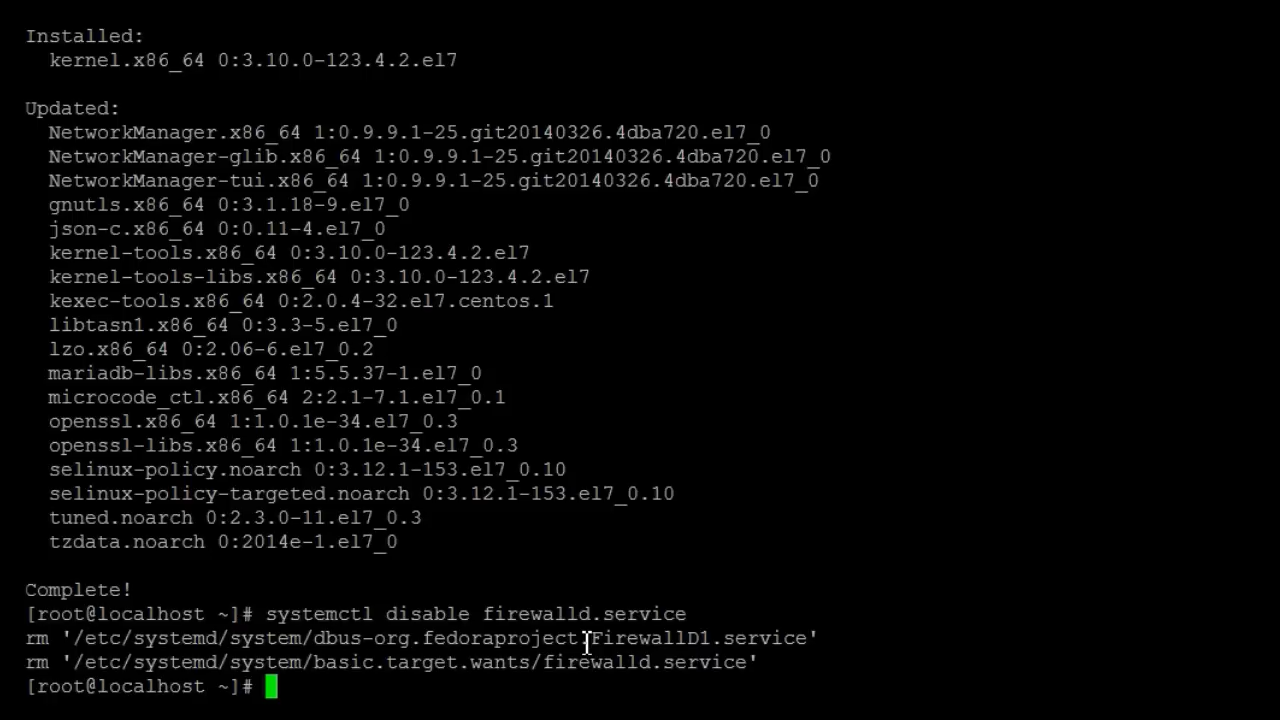 Installed:
kernel.x86_64 0:3.10.0-123.4.2.el7
Updated:
NetworkManager.x86_64 1:0.9.9.1-25.git20140326.4dba720.el7_0
NetworkManager-glib.x86_64 1:0.9.9.1-25.git20140326.4dba720.el7_0
NetworkManager-tui.x86_64 1:0.9.9.1-25.git20140326.4dba720.el7_0
gnutls.x86_64 0:3.1.18-9.el7_0
json-c.x86_64 0:0.11-4.el7_0
kernel-tools.x86_64 0:3.10.0-123.4.2.el7
kernel-tools-libs.x86_64 0:3.10.0-123.4.2.el7
kexec-tools.x86_64 0:2.0.4-32.el7.centos.1
libtasn1.x86_64 0:3.3-5.el7_0
lzo.x86_64 0:2.06-6.el7_0.2
mariadb-libs.x86_64 1:5.5.37-1.el7_0
microcode_ctl.x86_64 2:2.1-7.1.el7_0.1
openssl.x86_64 1:1.0.1e-34.el7_0.3
openssl-libs.x86_64 1:1.0.1e-34.el7_0.3
selinux-policy.noarch 0:3.12.1-153.el7_0.10
selinux-policy-targeted.noarch 0:3.12.1-153.el7_0.10
tuned.noarch 0:2.3.0-11.el7_0.3
tzdata.noarch 0:2014e-1.el7_0
Complete!
[root@localhost ~]# systemctl disable firewalld.service
rm '/etc/systemd/system/dbus-org.fedoraproject.FirewallD1.service'
rm '/etc/systemd/system/basic.target.wants/firewalld.service'
[root@localhost ~]#